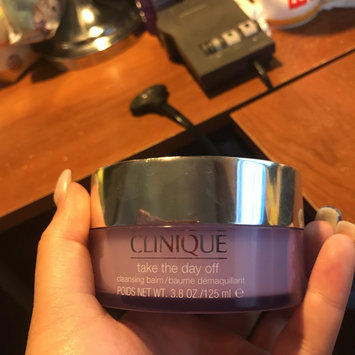 CLINIQUE
take the day off
cleansing balm/baume démaquillant
POIDS NET WT. 3.8 OZ./125 ml ℮